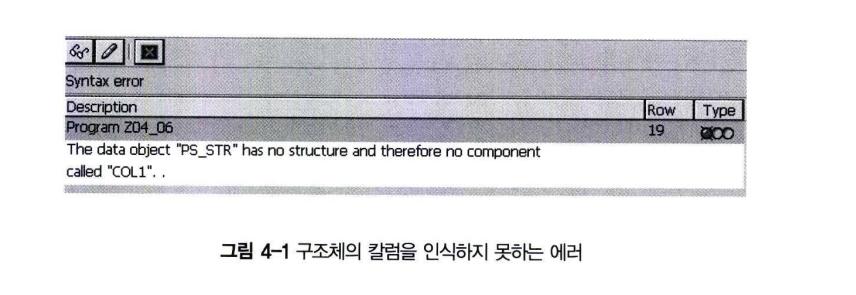 Syntax error
Description Row Type
Program Z04_06 19
The data object "PS_STR" has no structure and therefore no component
called "COL1". .
그림 4-1 구조체의 칼럼을 인식하지 못하는 에러